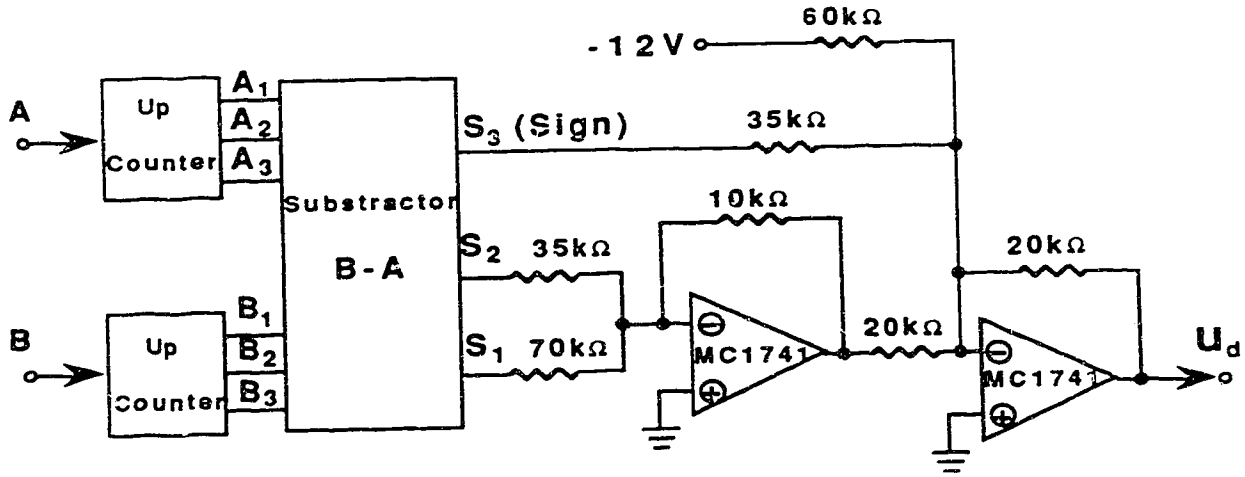 60kΩ
-12V
A
Up
Counter
A₁
A₂
A₃
S₃ (Sign)
35kΩ
Substractor
B-A
10kΩ
S₂
35kΩ
20kΩ
B
Up
Counter
B₁
B₂
B₃
S₁
70kΩ
MC1741
20kΩ
MC1741
U_d